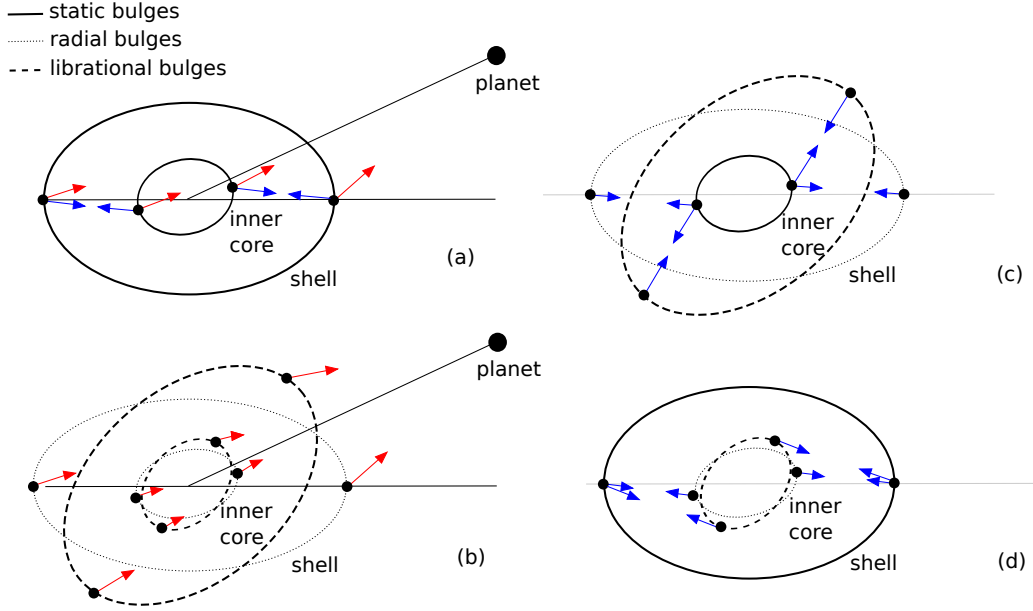 static bulges
radial bulges
librational bulges
planet
inner
core
(a)
shell
inner
core
(c)
shell
planet
inner
core
(b)
shell
inner
core
(d)
shell